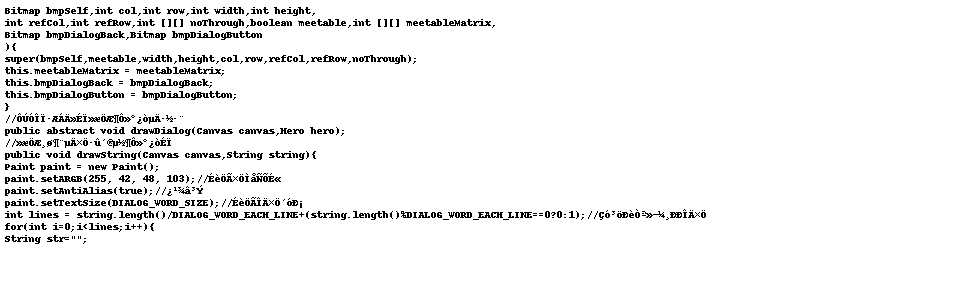 Bitmap bmpSelf,int col,int row,int width,int height,
int refCol,int refRow,int [][] noThrough,boolean meetable,int [][] meetableMatrix,
Bitmap bmpDialogBack,Bitmap bmpDialogButton
){
super(bmpSelf,meetable,width,height,col,row,refCol,refRow,noThrough);
this.meetableMatrix = meetableMatrix;
this.bmpDialogBack = bmpDialogBack;
this.bmpDialogButton = bmpDialogButton;
}
//ÔÚÓÎÏ·ÆÁÄ»ÉÏ»æÖÆ¶Ô»°¿òµÄ·½·¨
public abstract void drawDialog(Canvas canvas,Hero hero);
//»æÖÆ¸ø¶¨µÄ×Ö·û´®µ½¶Ô»°¿òÉÏ
public void drawString(Canvas canvas,String string){
Paint paint = new Paint();
paint.setARGB(255, 42, 48, 103);//ÉèÖÃ×ÖÌåÑÕÉ«
paint.setAntiAlias(true);//¿¹¾â³Ý
paint.setTextSize(DIALOG_WORD_SIZE);//ÉèÖÃÎÄ×Ö´óÐ¡
int lines = string.length()/DIALOG_WORD_EACH_LINE+(string.length()%DIALOG_WORD_EACH_LINE==0?0:1);//Çó³öÐèÒª»­¼¸ÐÐÎÄ×Ö
for(int i=0;i<lines;i++){
String str="";